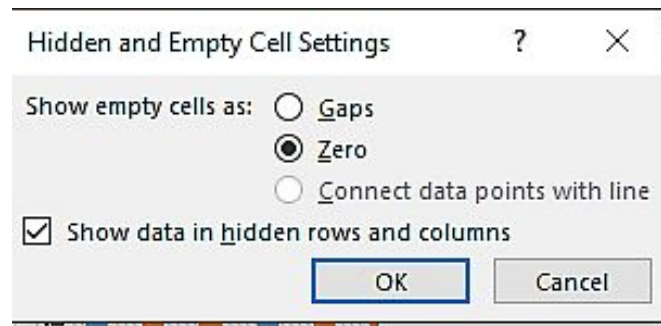 Hidden and Empty Cell Settings ? ×
Show empty cells as: Gaps
Zero
Connect data points with line
Show data in hidden rows and columns
OK Cancel